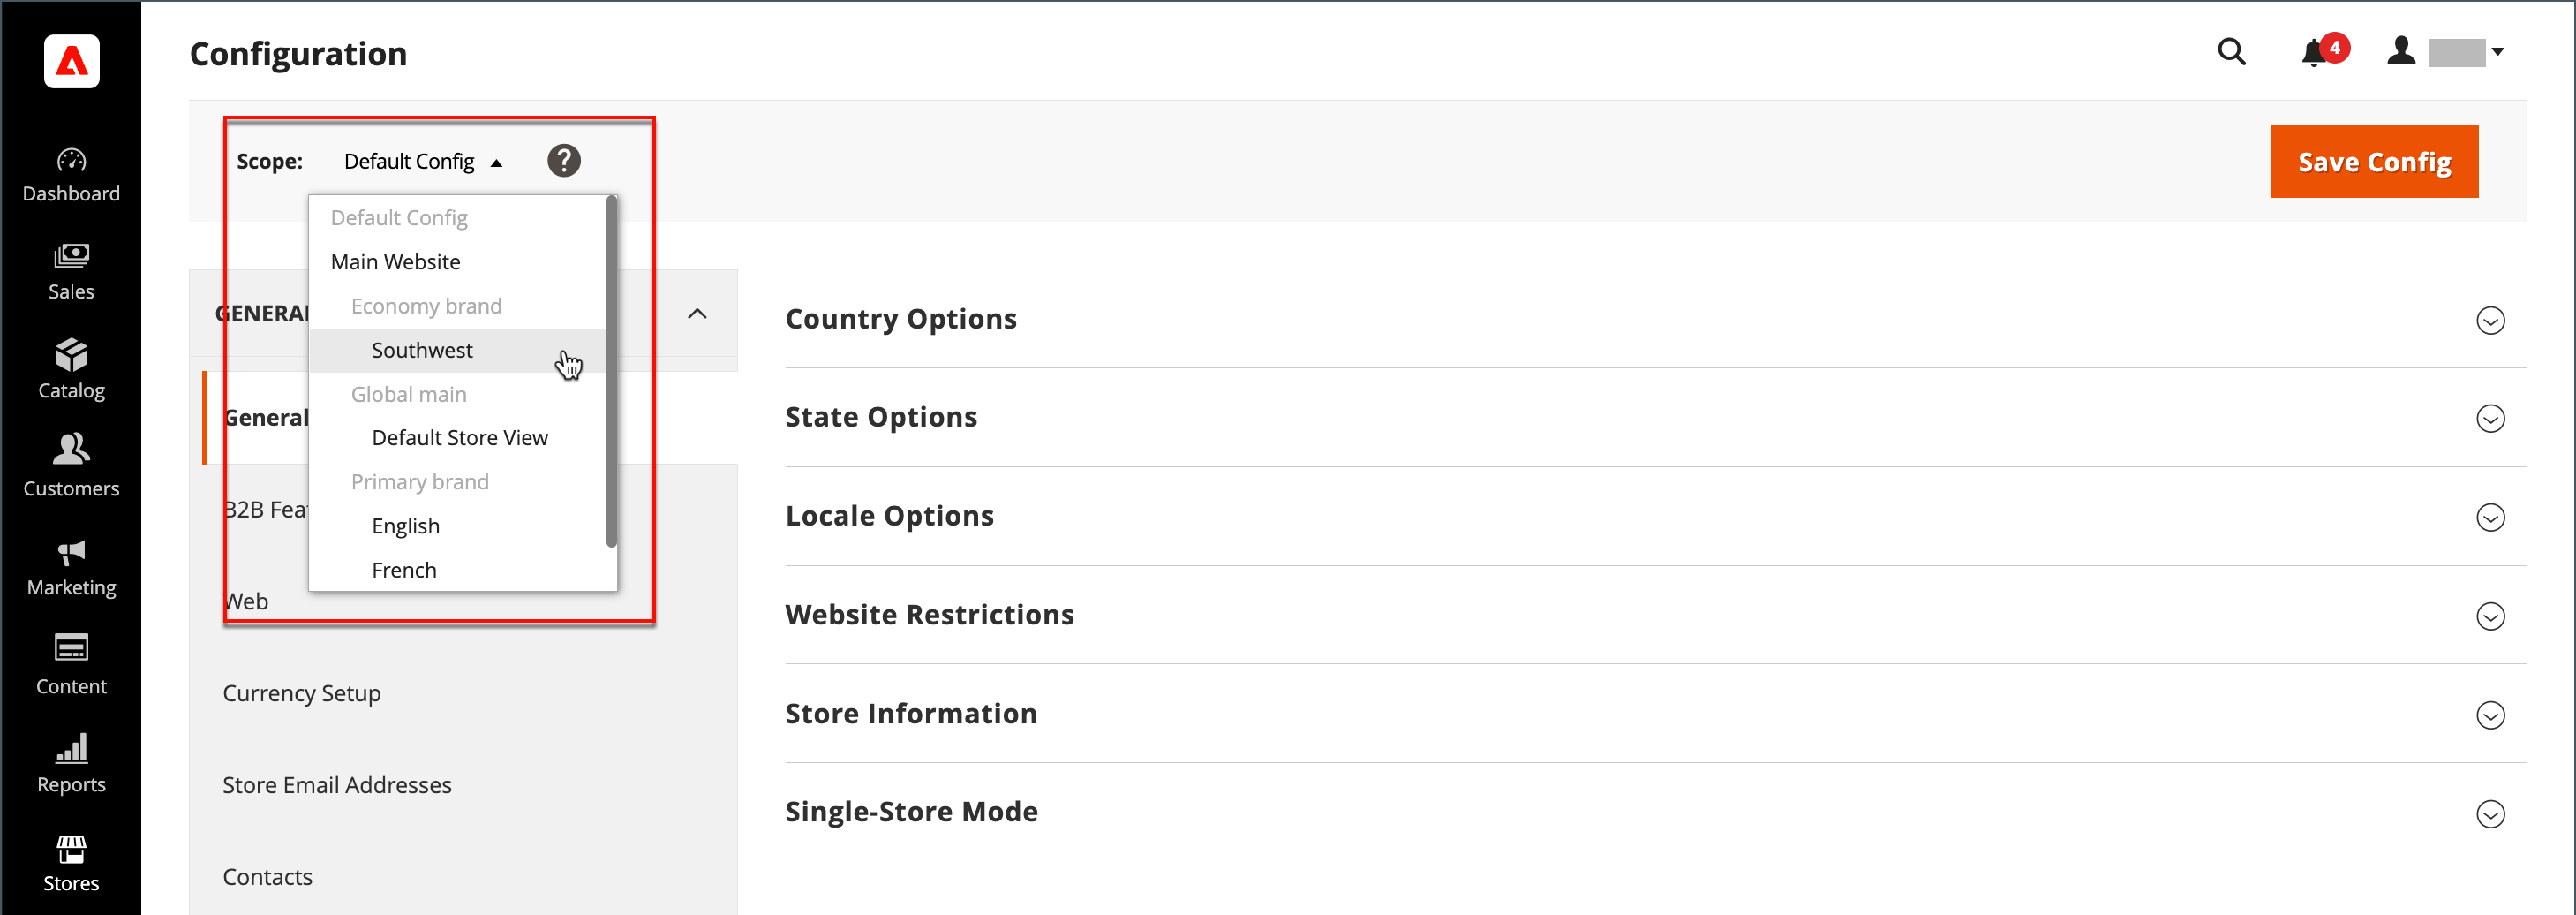 Configuration
4
Scope:
Default Config
Save Config
Default Config
Main Website
Economy brand
Southwest
Global main
Default Store View
Primary brand
English
French
Dashboard
Sales
Catalog
Customers
Marketing
Content
Reports
Stores
GENERAL
General
B2B Feat
Web
Currency Setup
Store Email Addresses
Contacts
Country Options
State Options
Locale Options
Website Restrictions
Store Information
Single-Store Mode